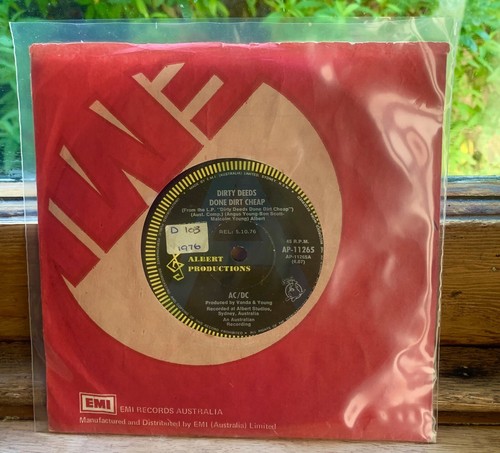 DIRTY DEEDS
DONE DIRT CHEAP
(From the L.P. "Dirty Deeds Done Dirt Cheap")
(Aust. Comp.) (Angus Young-Bon Scott-
Malcolm Young) Albert
REL: 5.10.76
D 103
1976
45 R.P.M.
AP-11265
ALBERT
PRODUCTIONS
AC/DC
Produced by Vanda & Young
Recorded at Albert Studios,
Sydney, Australia
An Australian
Recording
EMI
EMI RECORDS AUSTRALIA
Manufactured and Distributed by EMI (Australia) Limited